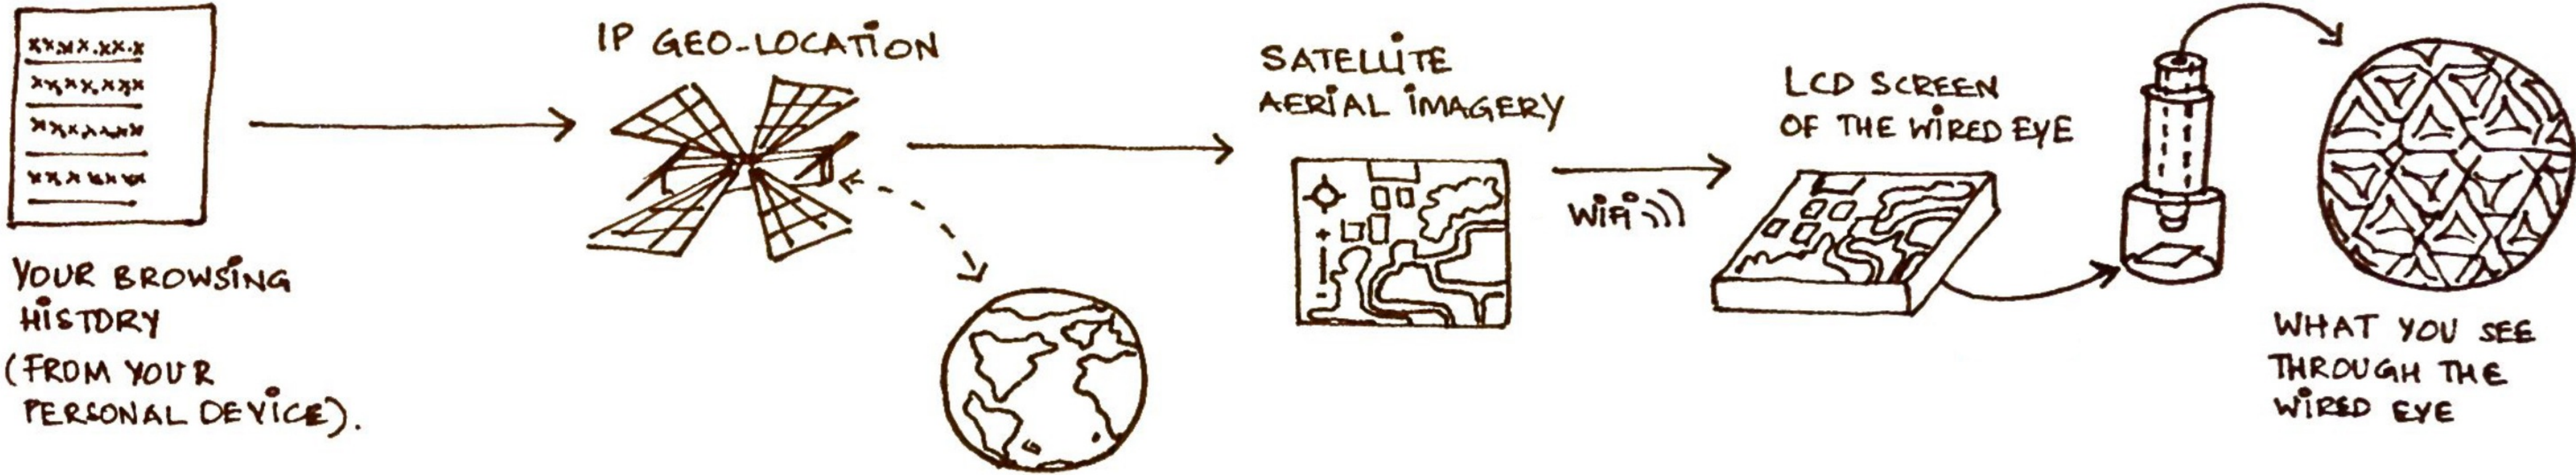 YOUR BROWSING
HISTORY
(FROM YOUR
PERSONAL DEVICE).
IP GEO-LOCATION
SATELLITE
AERIAL IMAGERY
WIFI
LCD SCREEN
OF THE WIRED EYE
WHAT YOU SEE
THROUGH THE
WIRED EYE